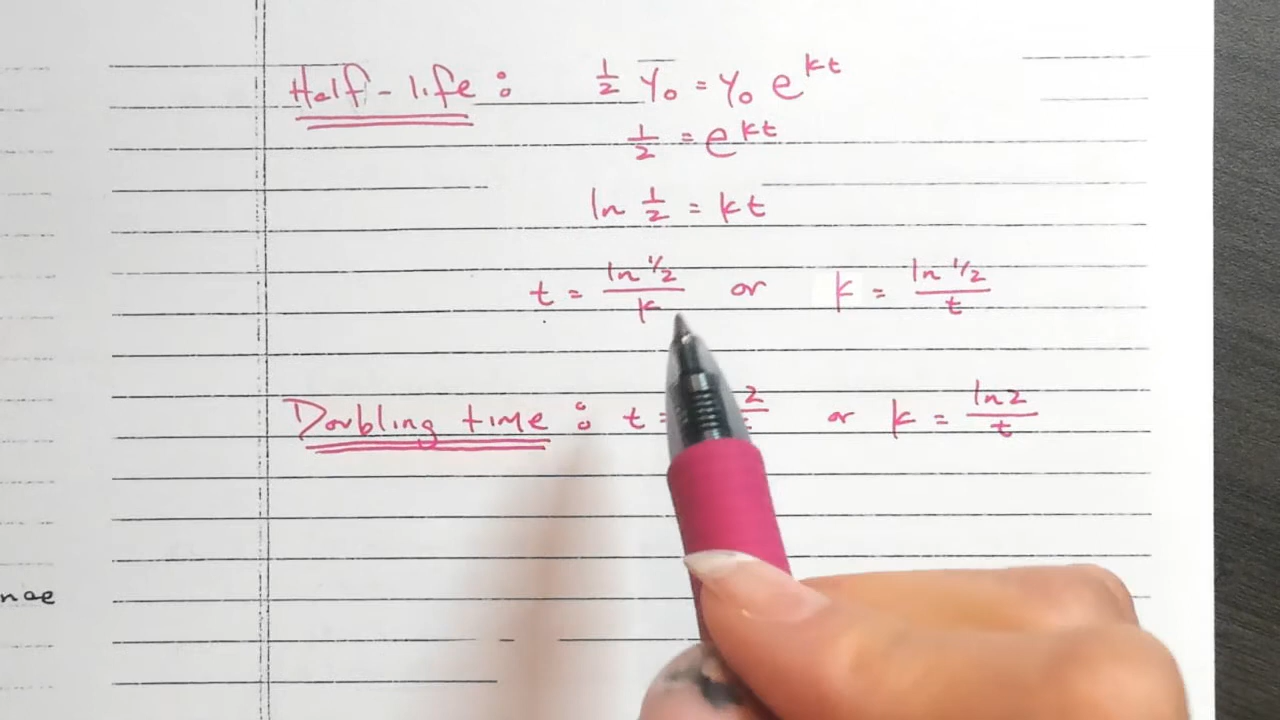 Half-life : 1/2 Y₀ = Y₀ e^kt
1/2 = e^kt
ln 1/2 = kt
t = ln 1/2 / k or k = ln 1/2 / t
Doubling time : t = 2 or k = ln2 / t